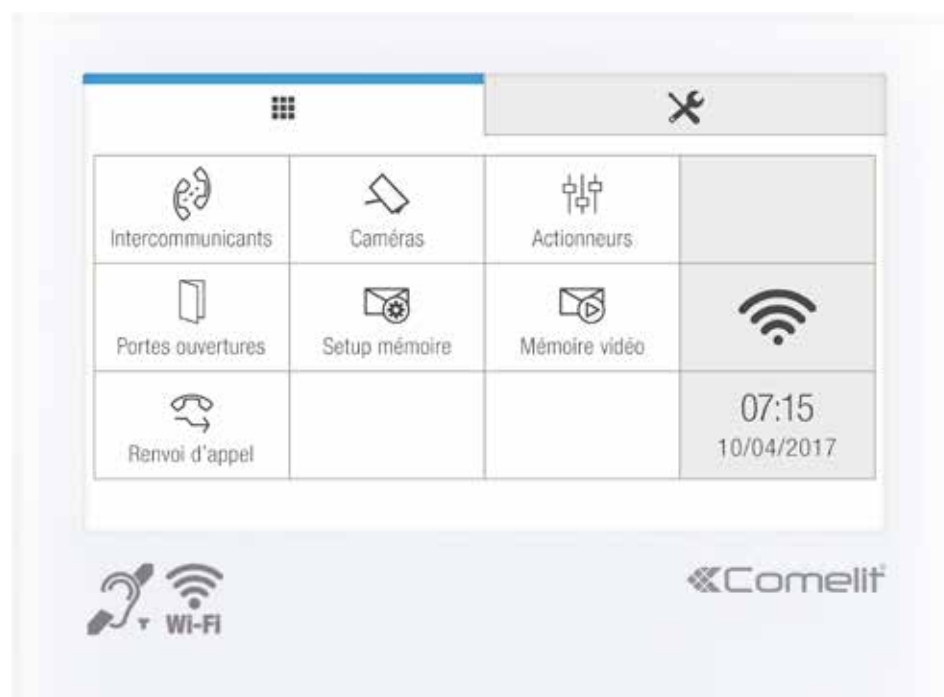 Intercommunicants
Caméras
Actionneurs
Portes ouvertures
Setup mémoire
Mémoire vidéo
Renvoi d'appel
07:15
10/04/2017
T
Wi-Fi
Comelit